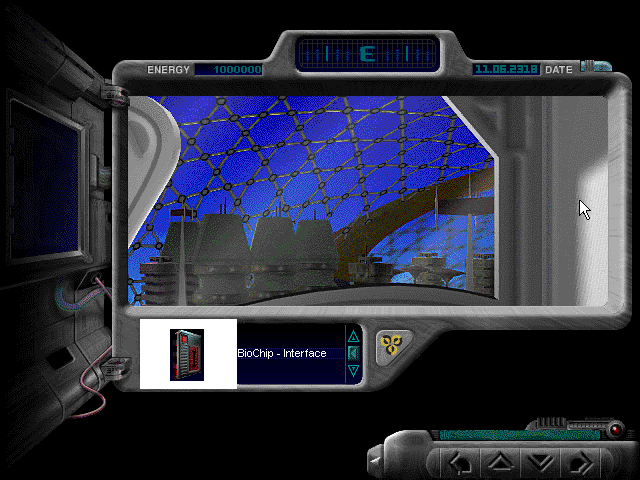 E
ENERGY 1000000
11.06.2318 DATE
BioChip - Interface